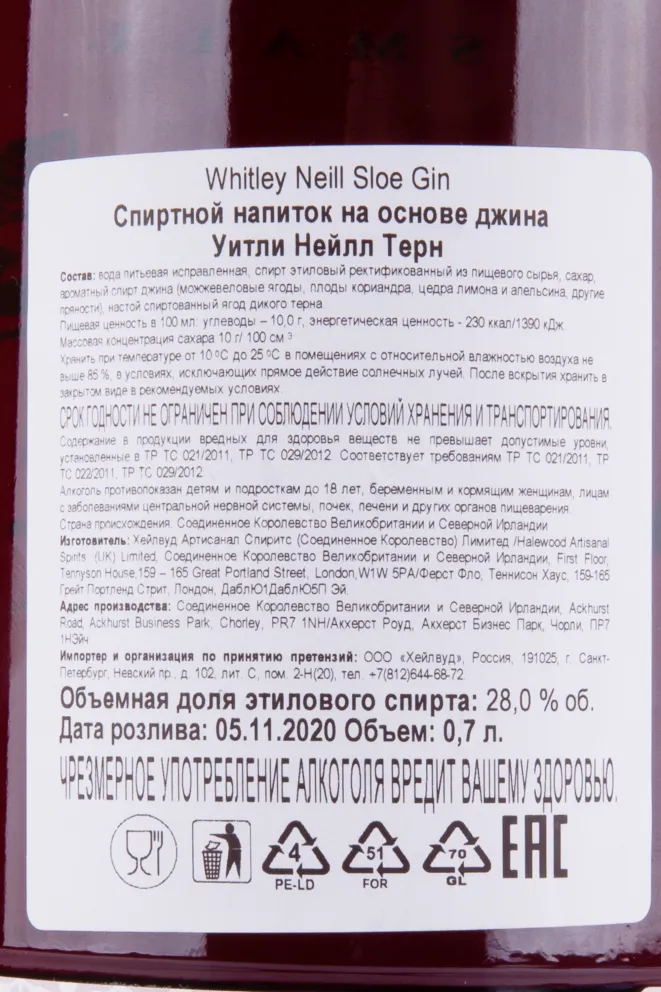 Whitley Neill Sloe Gin
Спиртной напиток на основе джина
Уитли Нейлл Терн
Состав: вода питьевая исправленная, спирт этиловый ректификованный из пищевого сырья, сахар,
ароматный спирт джина (можжевеловые ягоды, плоды кориандра, цедра лимона и апельсина, другие
пряности), настой спиртованный ягод дикого терна
Пищевая ценность в 100 мл: углеводы – 10,0 г, энергетическая ценность - 230 ккал/1390 кДж
Массовая концентрация сахара 10 г/ 100 см ³
Хранить при температуре от 10 ºС до 25 ºС в помещениях с относительной влажностью воздуха не
выше 85 %, в условиях, исключающих прямое действие солнечных лучей. После вскрытия хранить в
закрытом виде в рекомендуемых условиях
СРОК ГОДНОСТИ НЕ ОГРАНИЧЕН ПРИ СОБЛЮДЕНИИ УСЛОВИЙ ХРАНЕНИЯ И ТРАНСПОРТИРОВАНИЯ.
Содержание в продукции вредных для здоровья веществ не превышает допустимые уровни,
установленные в ТР ТС 021/2011, ТР ТС 029/2012. Соответствует требованиям ТР ТС 021/2011, ТР
ТС 022/2011, ТР ТС 029/2012
Алкоголь противопоказан детям и подросткам до 18 лет, беременным и кормящим женщинам, лицам
с заболеваниями центральной нервной системы, почек, печени и других органов пищеварения.
Страна происхождения: Соединенное Королевство Великобритании и Северной Ирландии
Изготовитель: Хейлвуд Артисанал Спиритс (Соединенное Королевство) Лимитед /Halewood Artisanal
Spirits (UK) Limited, Соединенное Королевство Великобритании и Северной Ирландии, First Floor,
Tennyson House,159 – 165 Great Portland Street, London,W1W 5PA/Ферст Фло, Теннисон Хаус, 159-165
Грейт Портленд Стрит, Лондон, ДаблЮ1ДаблЮ5П Эй.
Адрес производства: Соединенное Королевство Великобритании и Северной Ирландии, Ackhurst
Road, Ackhurst Business Park, Chorley, PR7 1NH/Акхерст Роуд, Акхерст Бизнес Парк, Чорли, ПР7
1НЭйч
Импортер и организация по принятию претензий: ООО «Хейлвуд», Россия, 191025, г. Санкт-
Петербург, Невский пр., д. 102, лит. С, пом. 2-Н(20), тел. +7(812)644-68-72.
Объемная доля этилового спирта: 28,0 % об.
Дата розлива: 05.11.2020 Объем: 0,7 л.
ЧРЕЗМЕРНОЕ УПОТРЕБЛЕНИЕ АЛКОГОЛЯ ВРЕДИТ ВАШЕМУ ЗДОРОВЬЮ.
4 51 70 EAC
PE-LD FOR GL